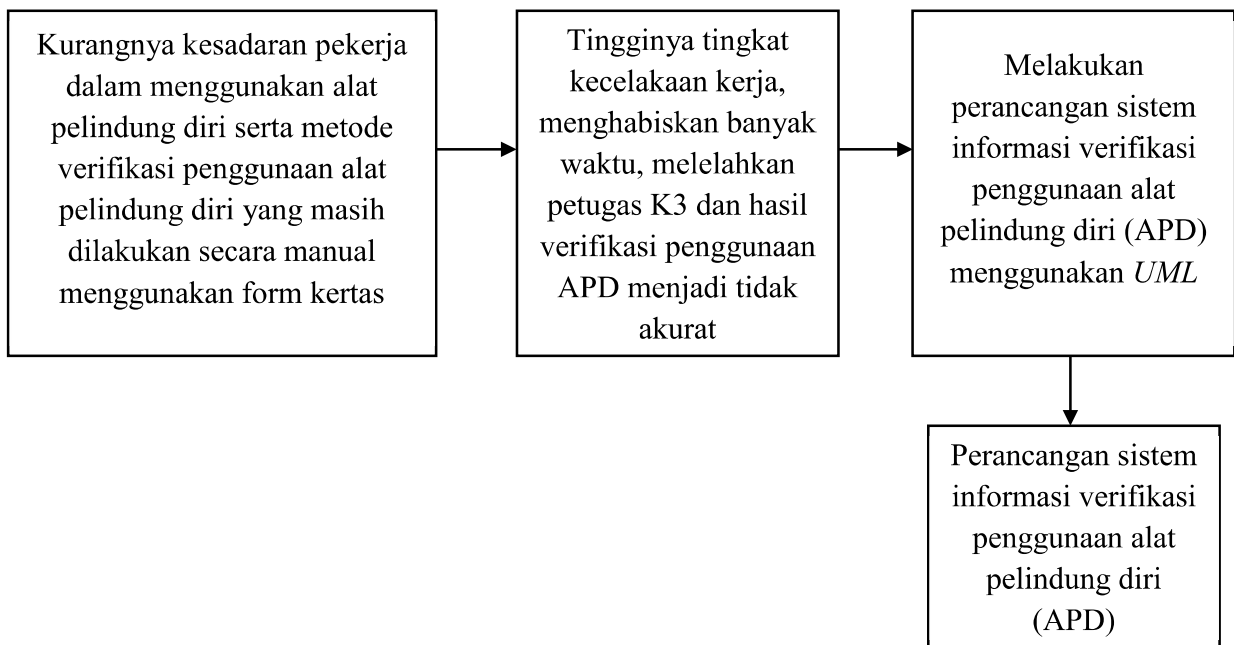 Kurangnya kesadaran pekerja
dalam menggunakan alat
pelindung diri serta metode
verifikasi penggunaan alat
pelindung diri yang masih
dilakukan secara manual
menggunakan form kertas
Tingginya tingkat
kecelakaan kerja,
menghabiskan banyak
waktu, melelahkan
petugas K3 dan hasil
verifikasi penggunaan
APD menjadi tidak
akurat
Melakukan
perancangan sistem
informasi verifikasi
penggunaan alat
pelindung diri (APD)
menggunakan UML
Perancangan sistem
informasi verifikasi
penggunaan alat
pelindung diri
(APD)